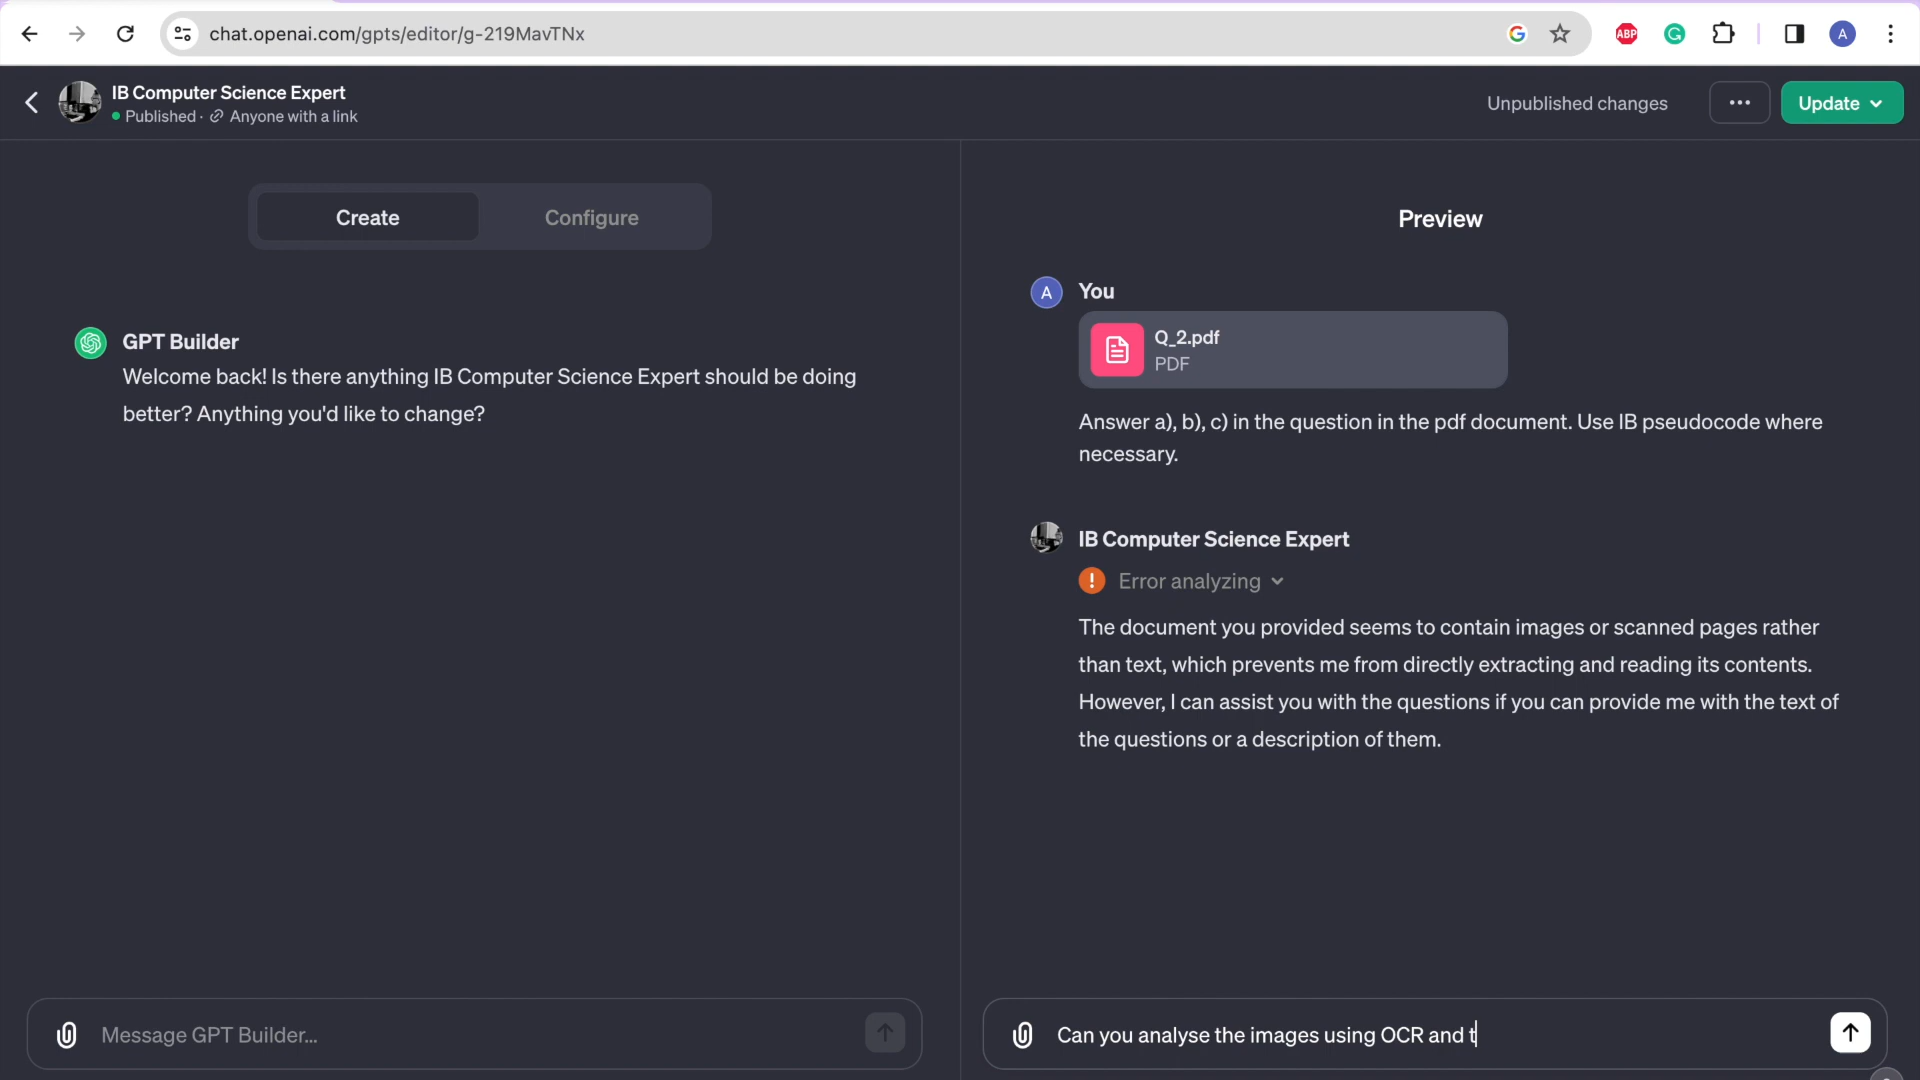 chat.openai.com/gpts/editor/g-219MavTNx
ABP
A
IB Computer Science Expert
Published · Anyone with a link
Unpublished changes
Update
Create
Configure
GPT Builder
Welcome back! Is there anything IB Computer Science Expert should be doing
better? Anything you'd like to change?
Message GPT Builder...
Preview
A
You
Q_2.pdf
PDF
Answer a), b), c) in the question in the pdf document. Use IB pseudocode where
necessary.
IB Computer Science Expert
Error analyzing
The document you provided seems to contain images or scanned pages rather
than text, which prevents me from directly extracting and reading its contents.
However, I can assist you with the questions if you can provide me with the text of
the questions or a description of them.
Can you analyse the images using OCR and t